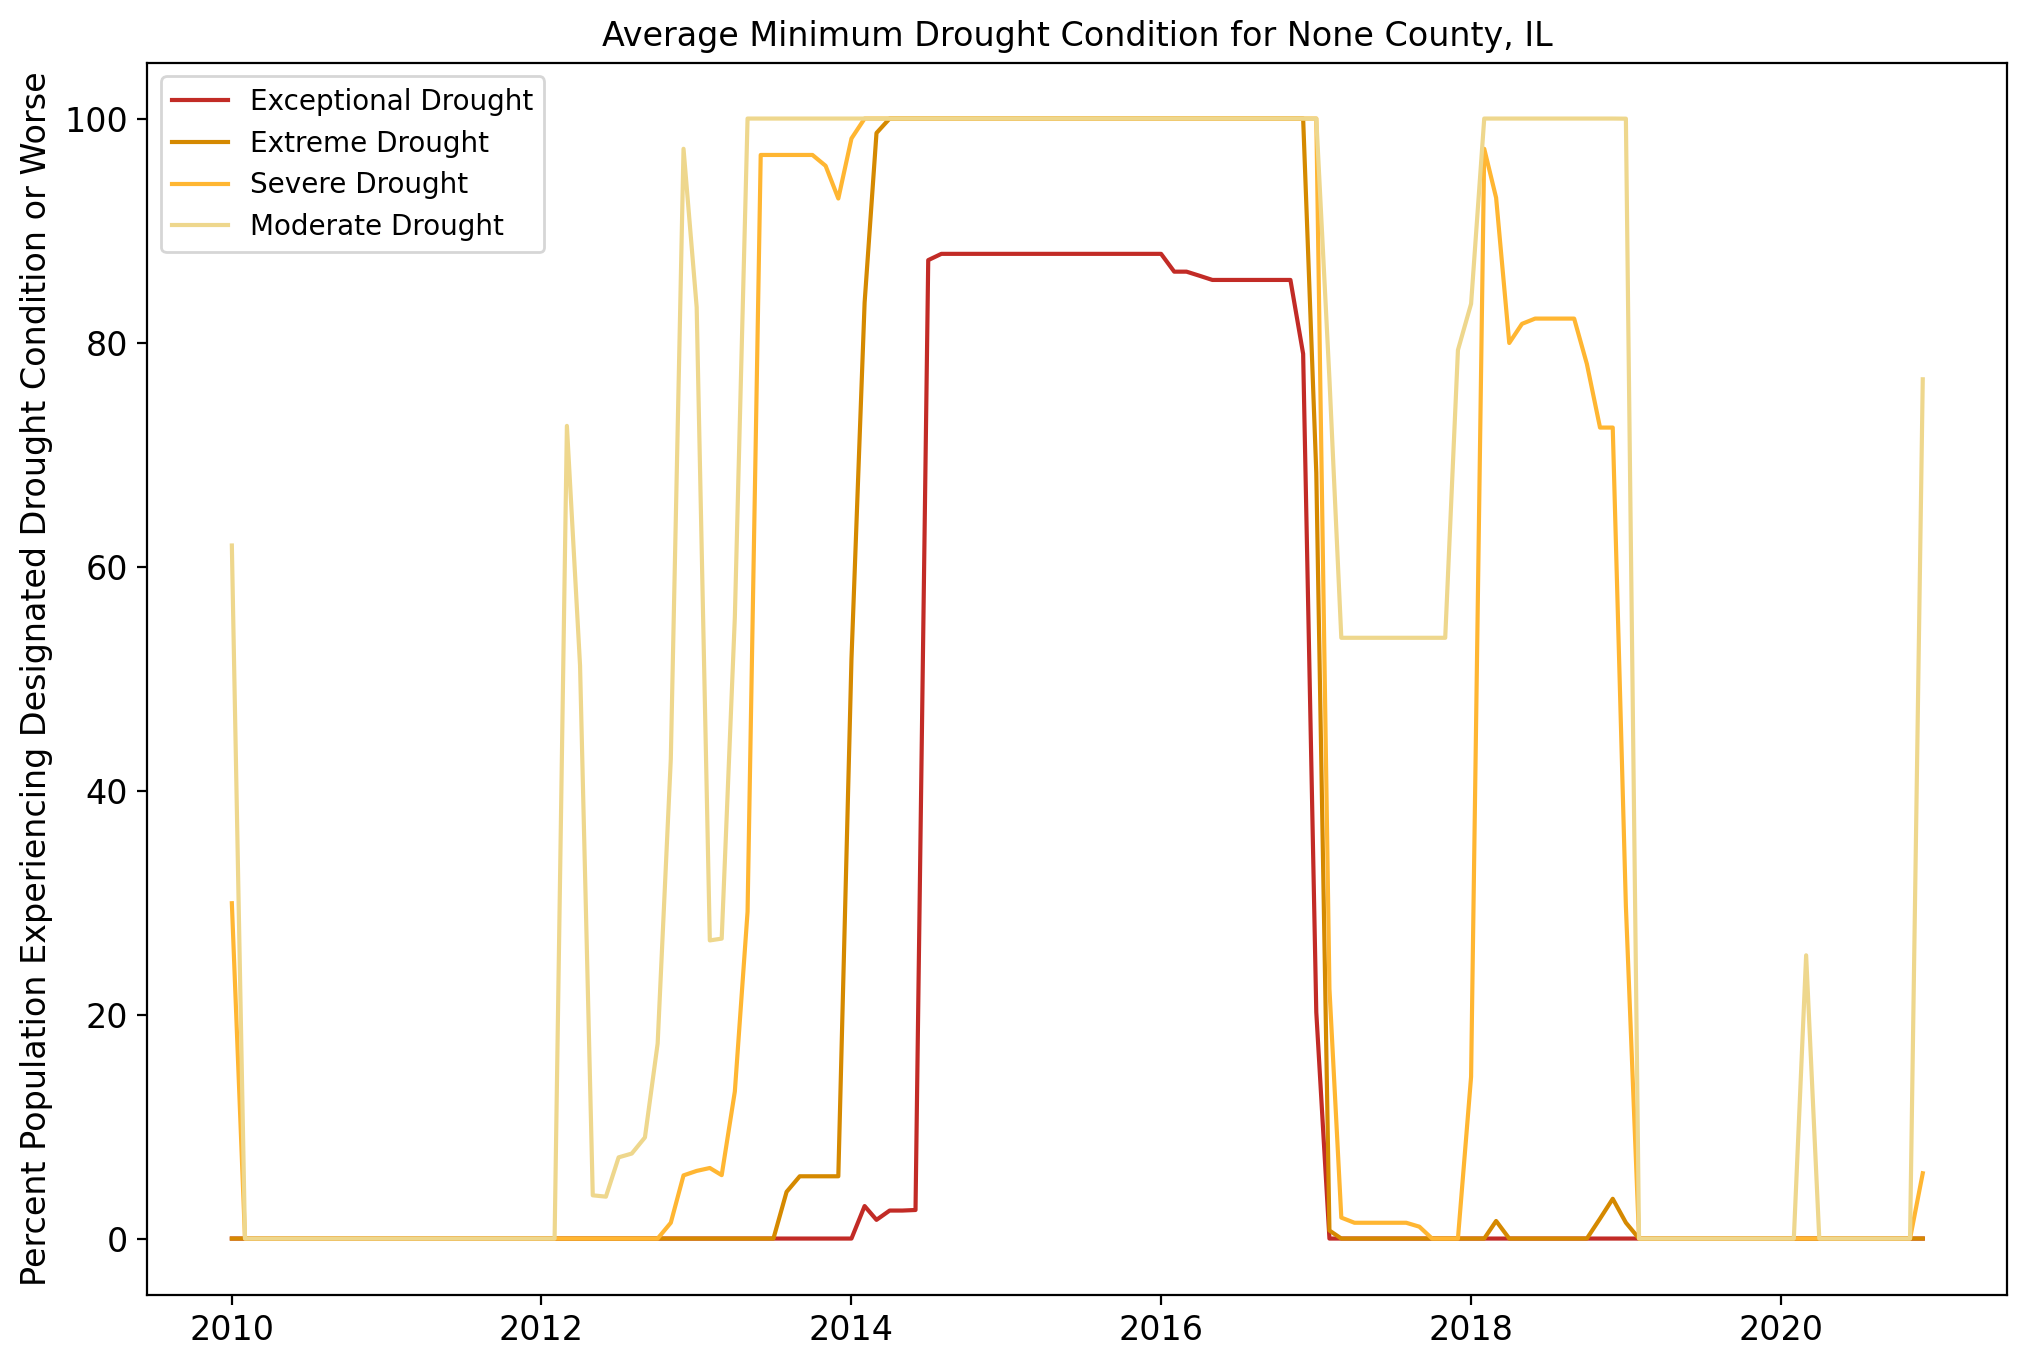 Average Minimum Drought Condition for None County, IL
Percent Population Experiencing Designated Drought Condition or Worse
Exceptional Drought
Extreme Drought
Severe Drought
Moderate Drought
100
80
60
40
20
0
2010
2012
2014
2016
2018
2020